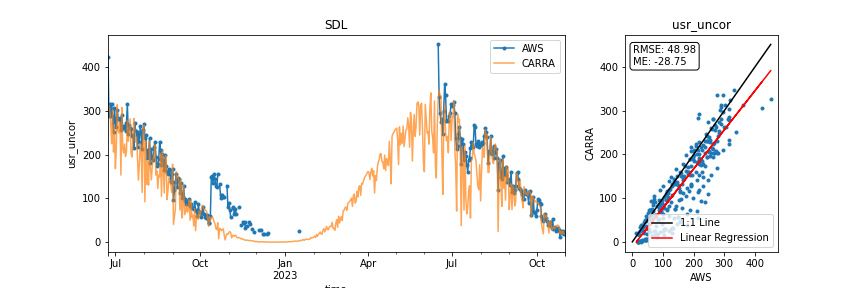 SDL
usr_uncor
400
300
200
100
0
AWS
CARRA
Jul
Oct
Jan
2023
Apr
Jul
Oct
time
usr_uncor
CARRA
400
300
200
100
0
RMSE: 48.98
ME: -28.75
1:1 Line
Linear Regression
0
100
200
300
400
AWS